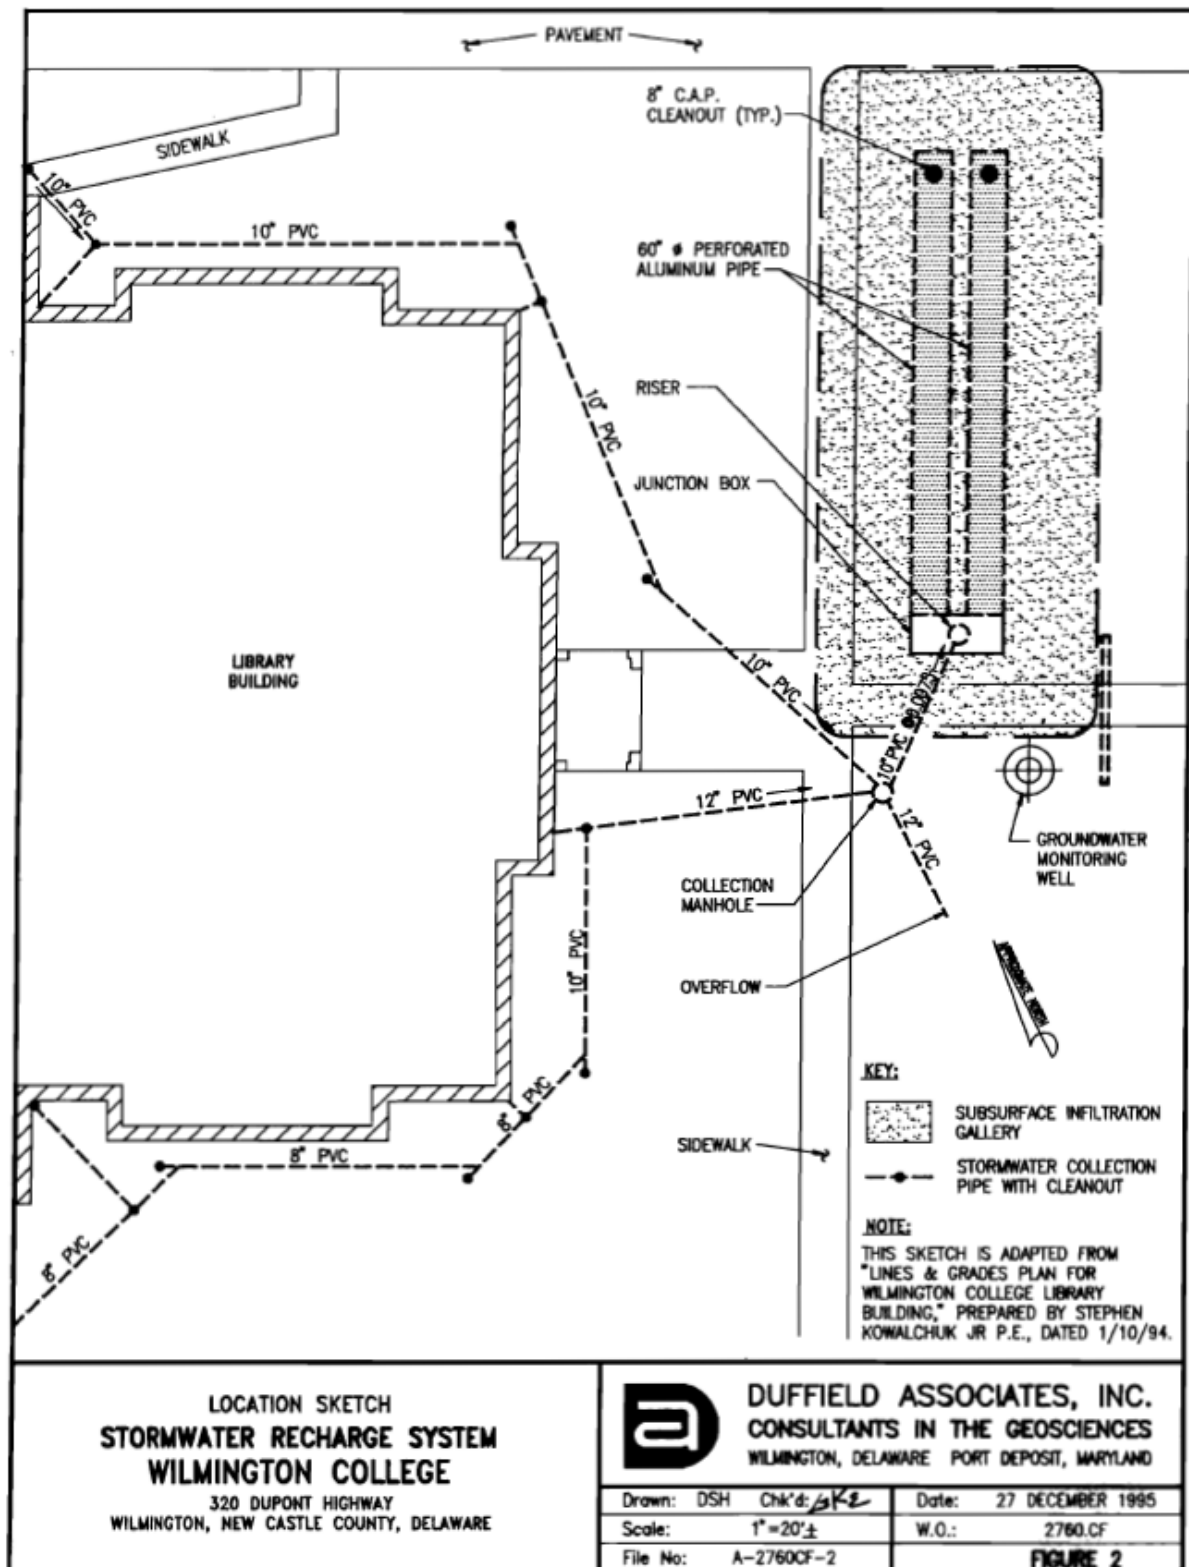 PAVEMENT
8" C.A.P.
CLEANOUT (TYP.)
SIDEWALK
10" PVC
10" PVC
60" ø PERFORATED
ALUMINUM PIPE
RISER
10" PVC
JUNCTION BOX
LIBRARY
BUILDING
10" PVC
10" PVC
12" PVC
12" PVC
GROUNDWATER
MONITORING
WELL
COLLECTION
MANHOLE
10" PVC
OVERFLOW
APPROXIMATE NORTH
KEY:
SUBSURFACE INFILTRATION
GALLERY
8" PVC
SIDEWALK
8" PVC
STORMWATER COLLECTION
PIPE WITH CLEANOUT
8" PVC
NOTE:
THIS SKETCH IS ADAPTED FROM
"LINES & GRADES PLAN FOR
WILMINGTON COLLEGE LIBRARY
BUILDING," PREPARED BY STEPHEN
KOWALCHUK JR P.E., DATED 1/10/94.
LOCATION SKETCH
STORMWATER RECHARGE SYSTEM
WILMINGTON COLLEGE
320 DUPONT HIGHWAY
WILMINGTON, NEW CASTLE COUNTY, DELAWARE
a
DUFFIELD ASSOCIATES, INC.
CONSULTANTS IN THE GEOSCIENCES
WILMINGTON, DELAWARE PORT DEPOSIT, MARYLAND
Drawn: DSH Chk'd:
Date: 27 DECEMBER 1995
Scale: 1"=20'±
W.O.: 2760.CF
File No: A-2760CF-2
FIGURE 2